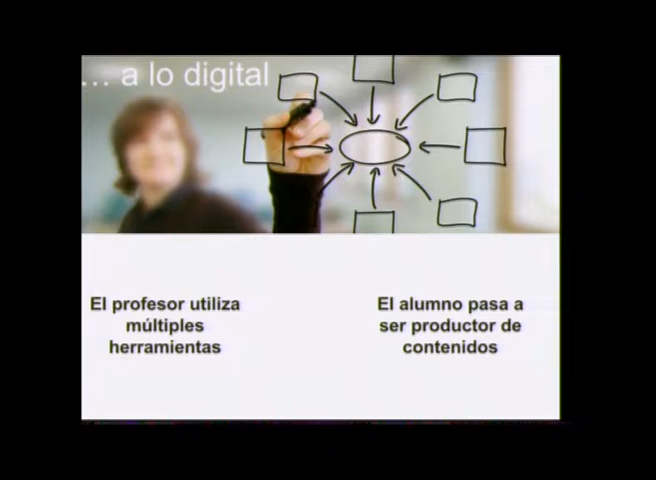 ... a lo digital
El profesor utiliza
múltiples
herramientas
El alumno pasa a
ser productor de
contenidos